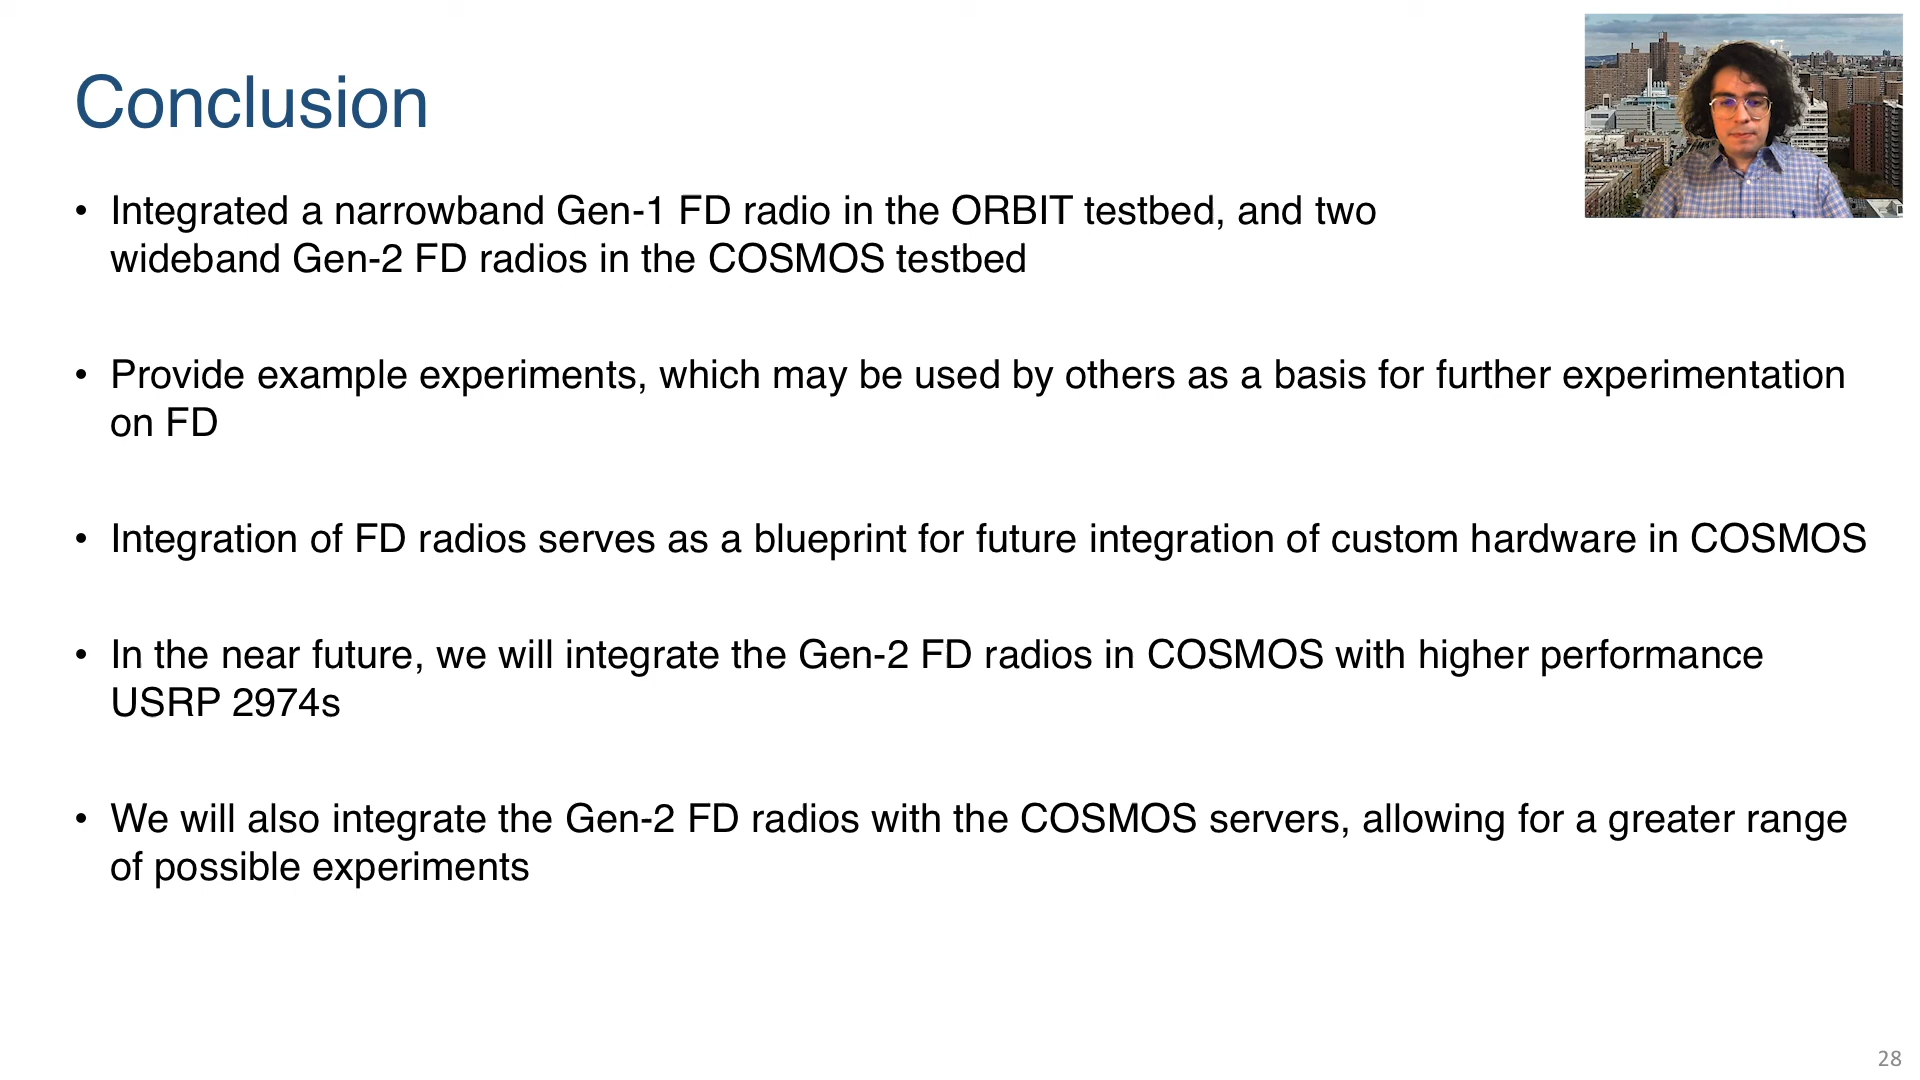 Conclusion
• Integrated a narrowband Gen-1 FD radio in the ORBIT testbed, and two
wideband Gen-2 FD radios in the COSMOS testbed
• Provide example experiments, which may be used by others as a basis for further experimentation
on FD
• Integration of FD radios serves as a blueprint for future integration of custom hardware in COSMOS
• In the near future, we will integrate the Gen-2 FD radios in COSMOS with higher performance
USRP 2974s
• We will also integrate the Gen-2 FD radios with the COSMOS servers, allowing for a greater range
of possible experiments
28